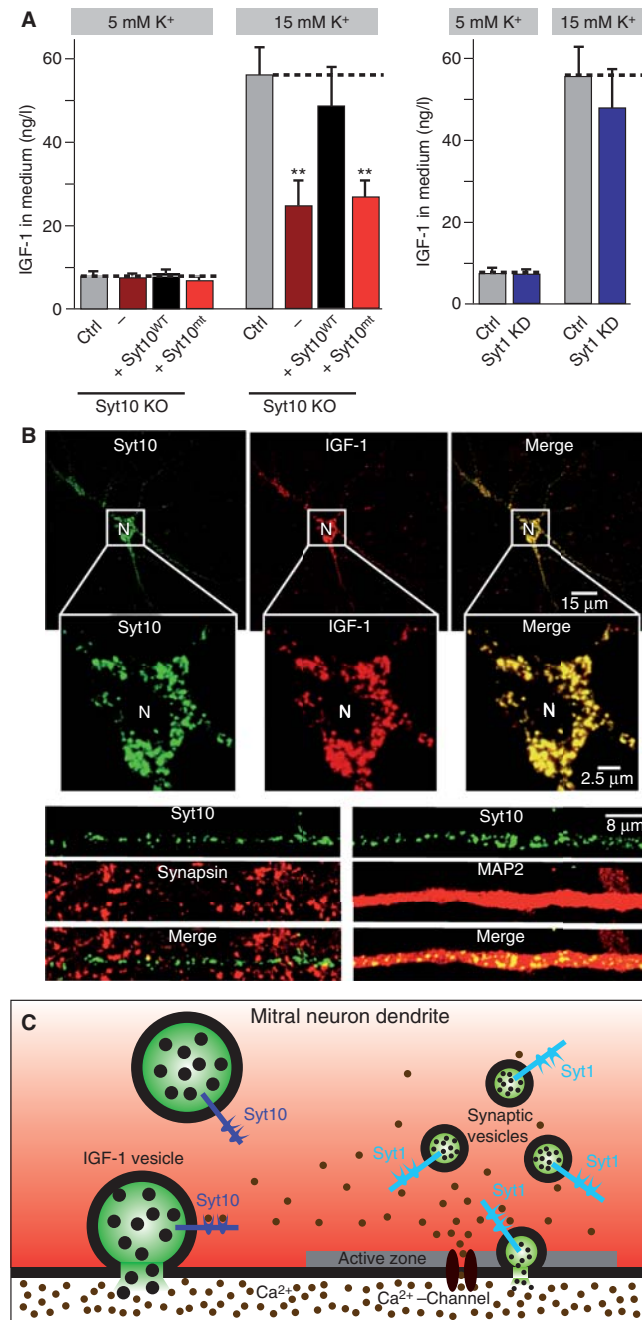 A
5 mM K+
15 mM K+
5 mM K+
15 mM K+
IGF-1 in medium (ng/l)
60
40
20
0
**
**
Ctrl
–
+ Syt10WT
+ Syt10mt
Ctrl
–
+ Syt10WT
+ Syt10mt
Syt10 KO
Syt10 KO
IGF-1 in medium (ng/l)
60
40
20
0
Ctrl
Syt1 KD
Ctrl
Syt1 KD
B
Syt10
IGF-1
Merge
N
N
N
15 μm
Syt10
IGF-1
Merge
N
N
N
2.5 μm
Syt10
Synapsin
Merge
Syt10
8 μm
MAP2
Merge
C
Mitral neuron dendrite
Syt10
Syt1
Synaptic
vesicles
IGF-1 vesicle
Syt10
Syt1
Syt1
Syt1
Active zone
Ca2+
Ca2+ –Channel